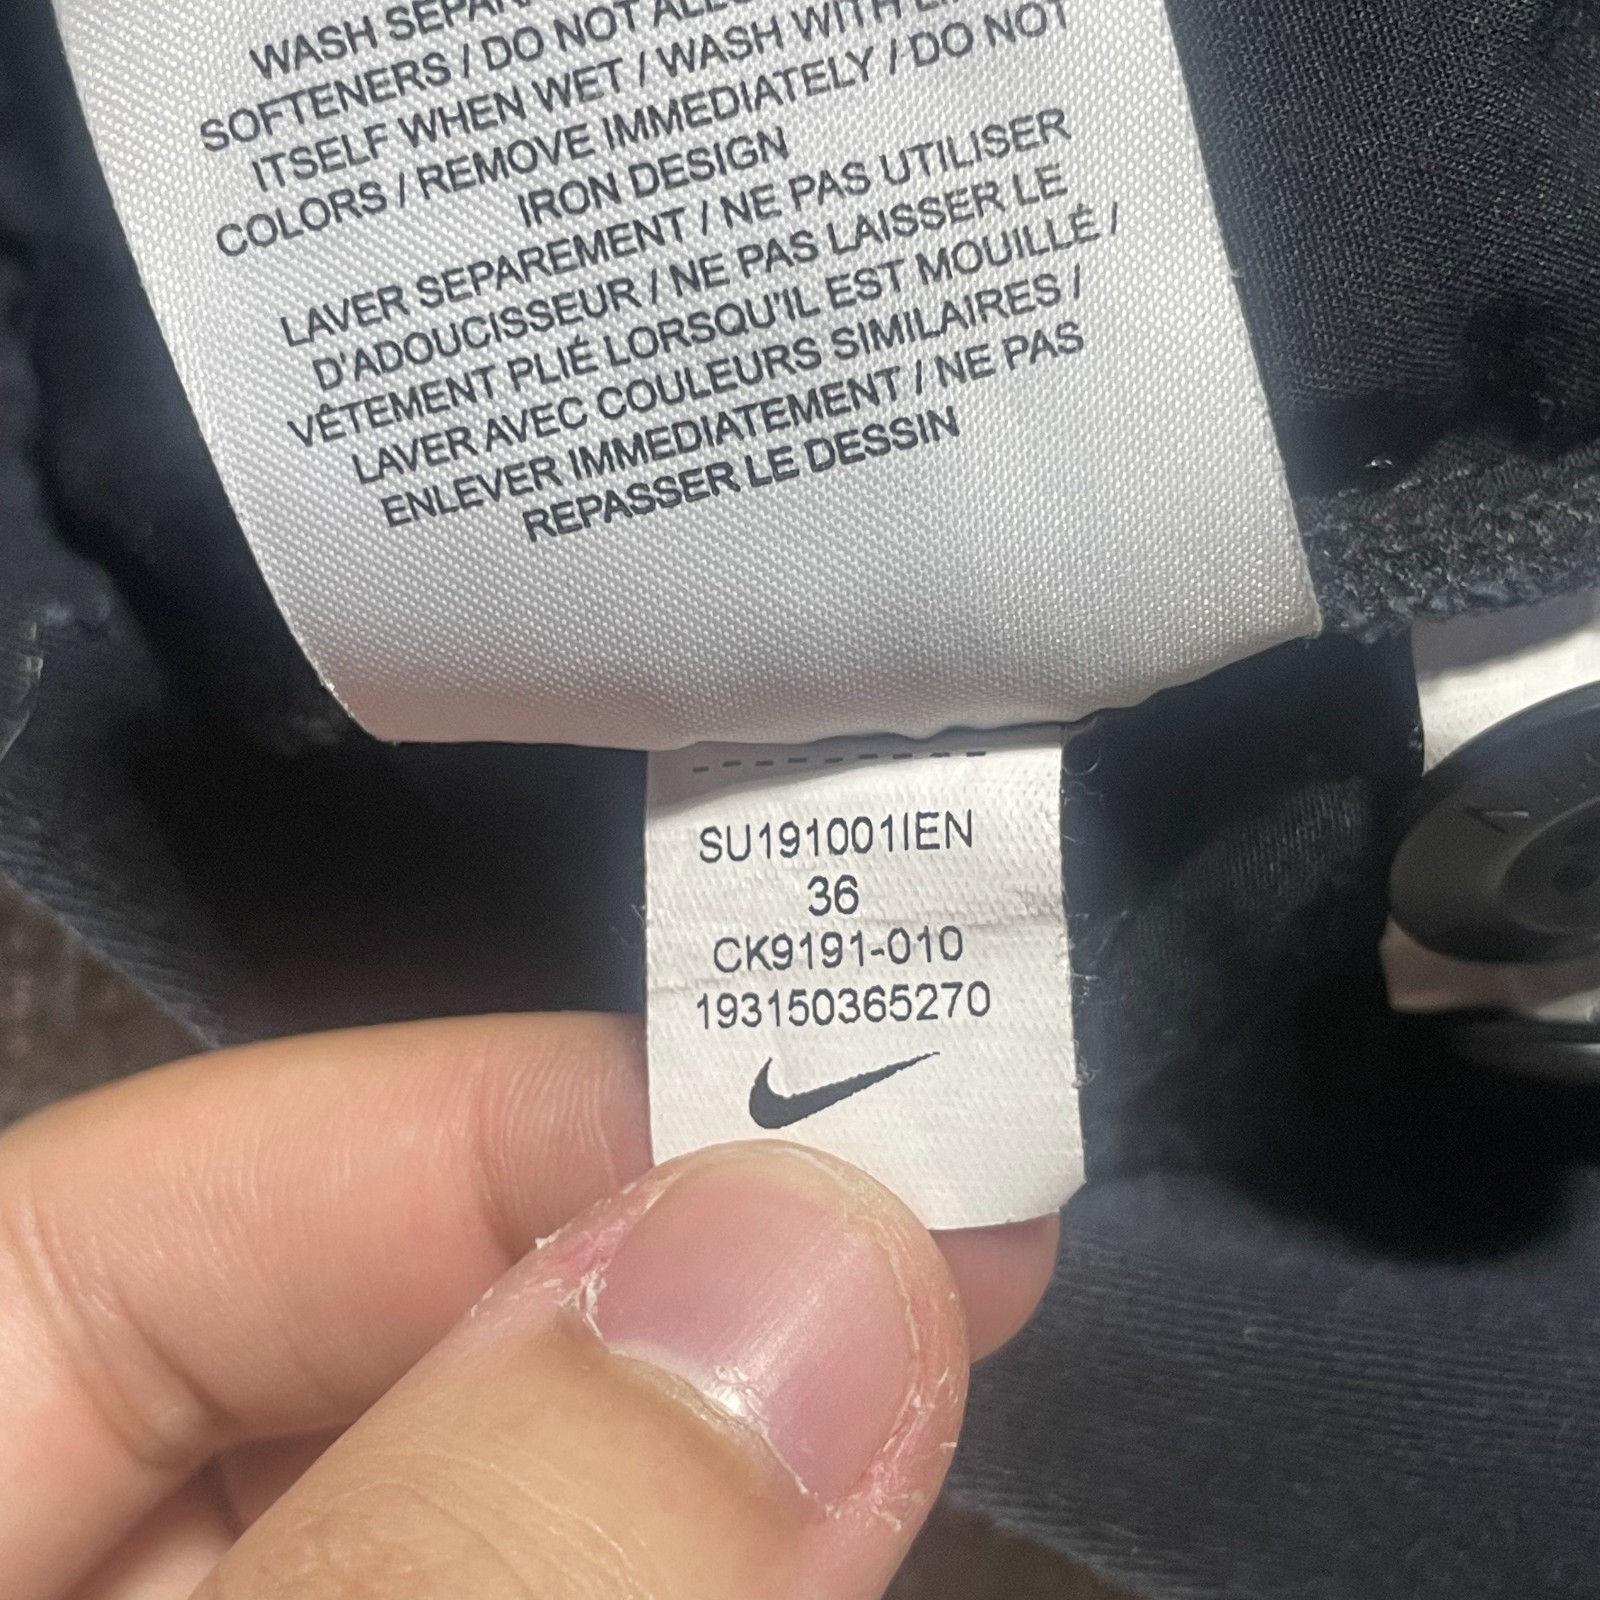 WASH
SOFTENERS / DO NOT
ITSELF WHEN WET / WASH WITH
COLORS / REMOVE IMMEDIATELY / DO NOT
IRON DESIGN
LAVER SEPAREMENT / NE PAS UTILISER
D'ADOUCISSEUR / NE PAS LAISSER LE
VÊTEMENT PLIÉ LORSQU'IL EST MOUILLÉ /
LAVER AVEC COULEURS SIMILAIRES /
ENLEVER IMMEDIATEMENT / NE PAS
REPASSER LE DESSIN
SU191001IEN
36
CK9191-010
193150365270